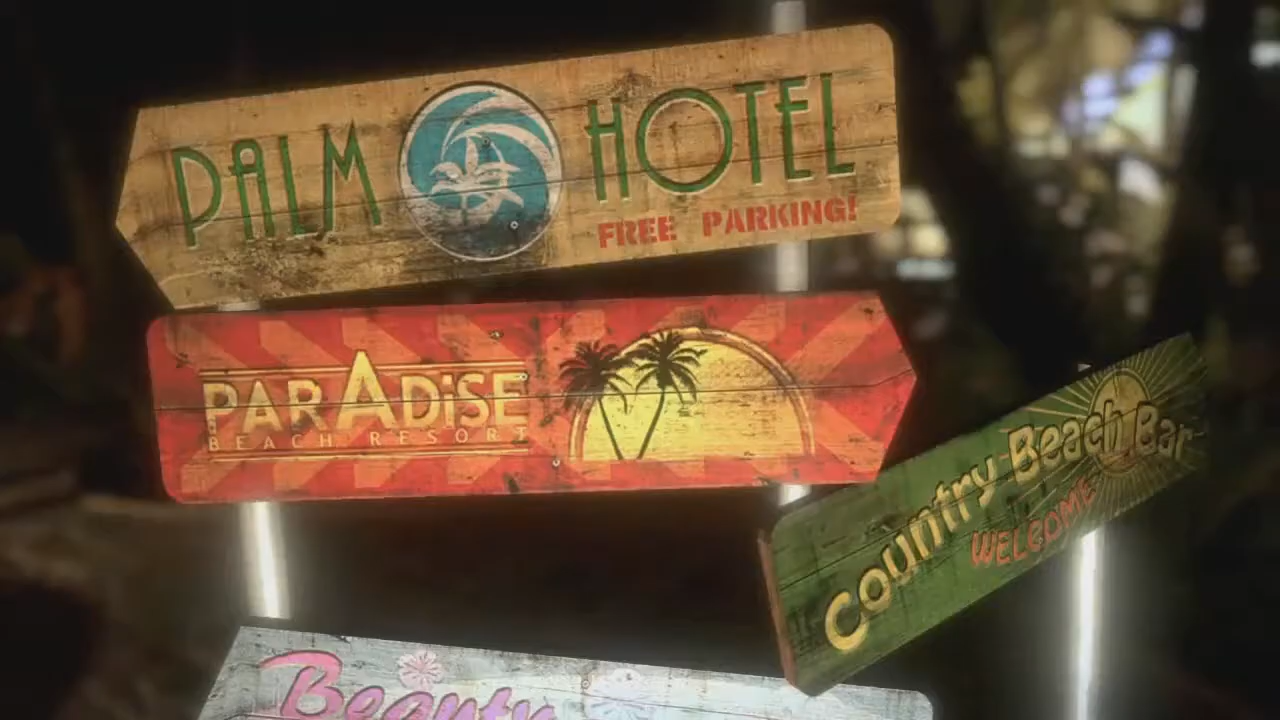 PALM HOTEL
FREE PARKING!
PARADiSE
BEACH RESORT
Country Beach Bar
WELCOME
Beauty